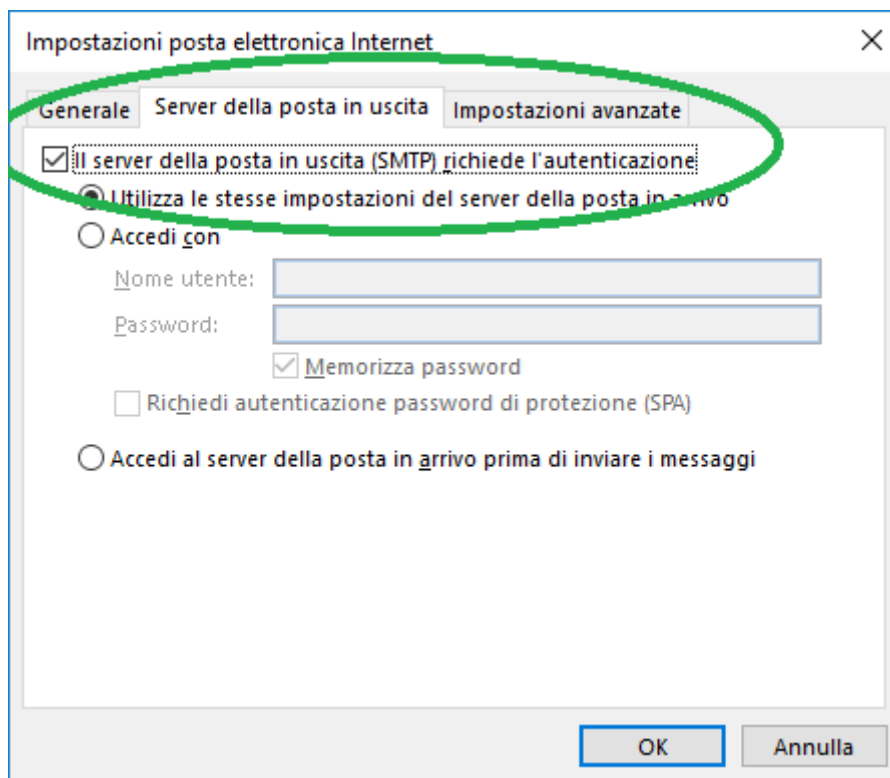 Impostazioni posta elettronica Internet
Generale Server della posta in uscita Impostazioni avanzate
Il server della posta in uscita (SMTP) richiede l'autenticazione
Utilizza le stesse impostazioni del server della posta in arrivo
Accedi con
Nome utente:
Password:
Memorizza password
Richiedi autenticazione password di protezione (SPA)
Accedi al server della posta in arrivo prima di inviare i messaggi
OK Annulla